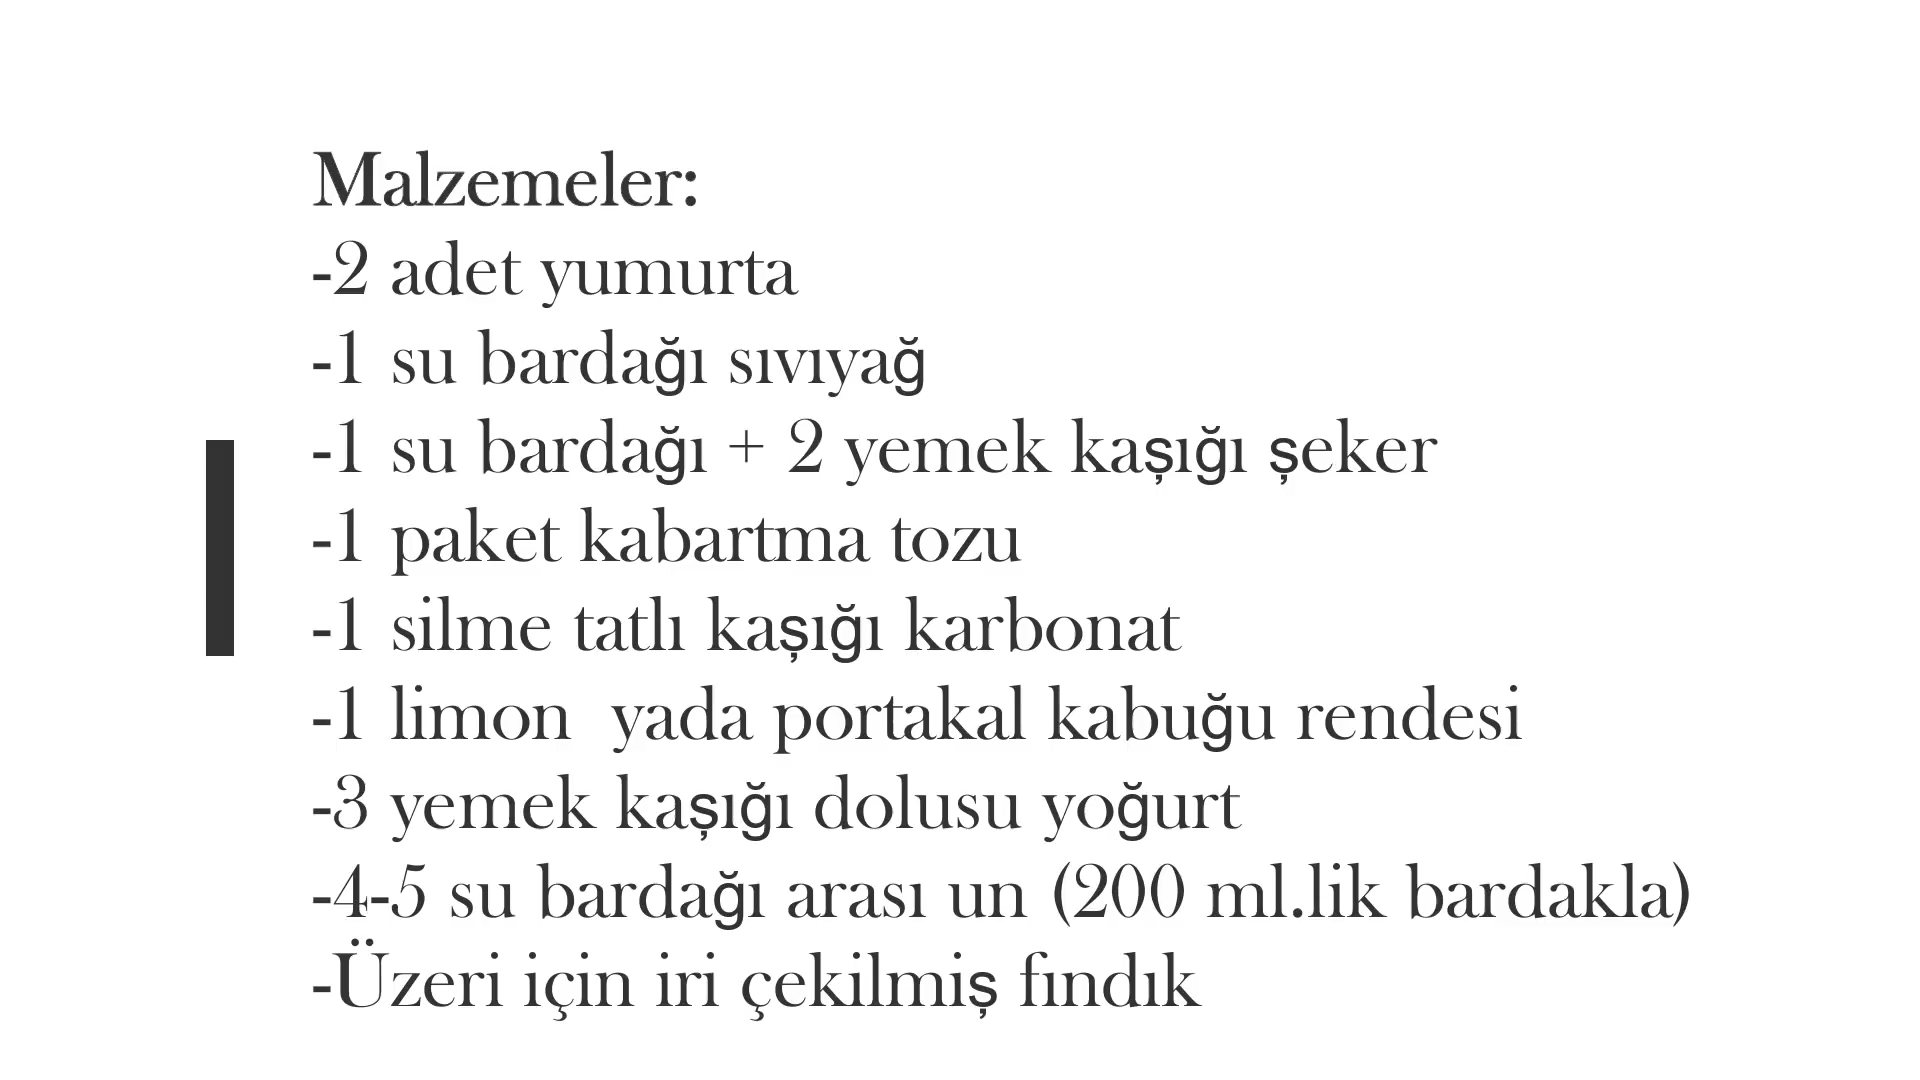 Malzemeler:
-2 adet yumurta
-1 su bardağı sıvıyağ
-1 su bardağı + 2 yemek kaşığı şeker
-1 paket kabartma tozu
-1 silme tatlı kaşığı karbonat
-1 limon  yada portakal kabuğu rendesi
-3 yemek kaşığı dolusu yoğurt
-4-5 su bardağı arası un (200 ml.lik bardakla)
-Üzeri için iri çekilmiş fındık